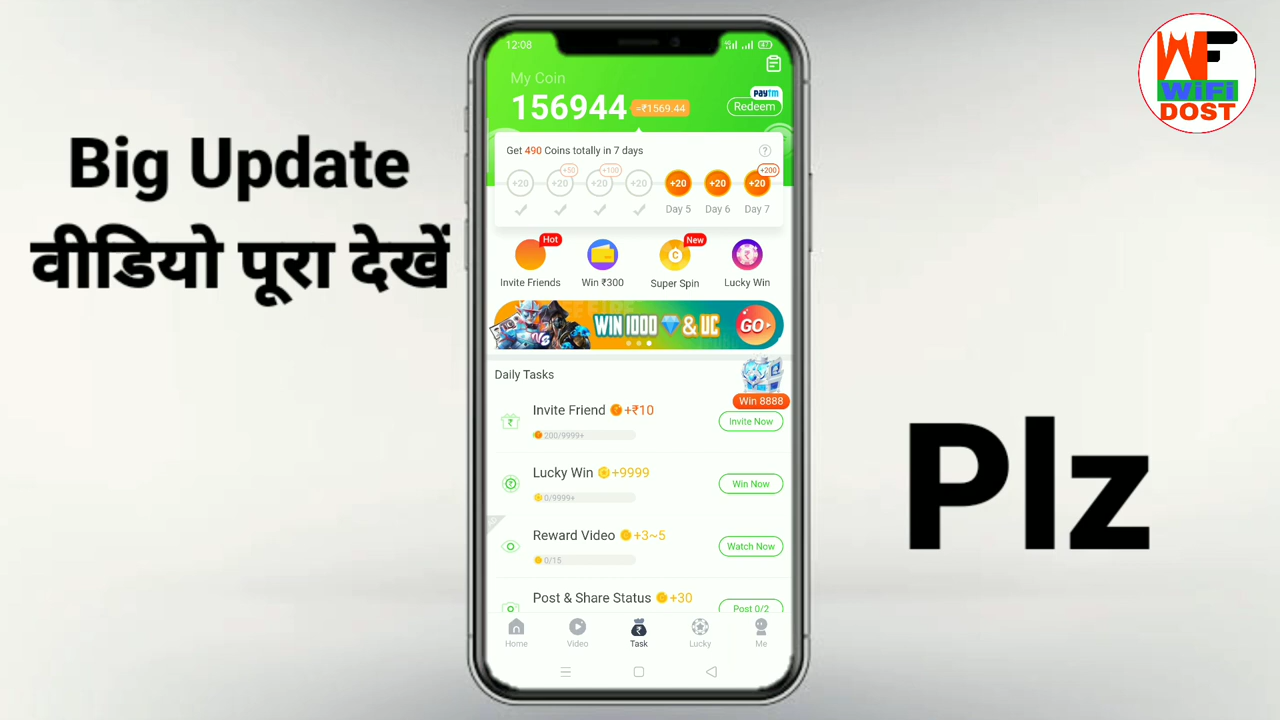 WF
WiFi
DOST
Big Update
वीडियो पूरा देखें
Plz
12:08
47
My Coin
156944 =₹1569.44
Paytm
Redeem
Get 490 Coins totally in 7 days
?
+50 +100 +200
+20 +20 +20 +20 +20 +20 +20
Day 5 Day 6 Day 7
Hot New
Invite Friends Win ₹300 Super Spin Lucky Win
WIN 1000 & UC GO
Daily Tasks
Win 8888
Invite Friend +₹10
Invite Now
200/9999+
Lucky Win +9999
Win Now
0/9999+
Reward Video +3~5
Watch Now
0/15
Post & Share Status +30
Post 0/2
Home Video Task Lucky Me